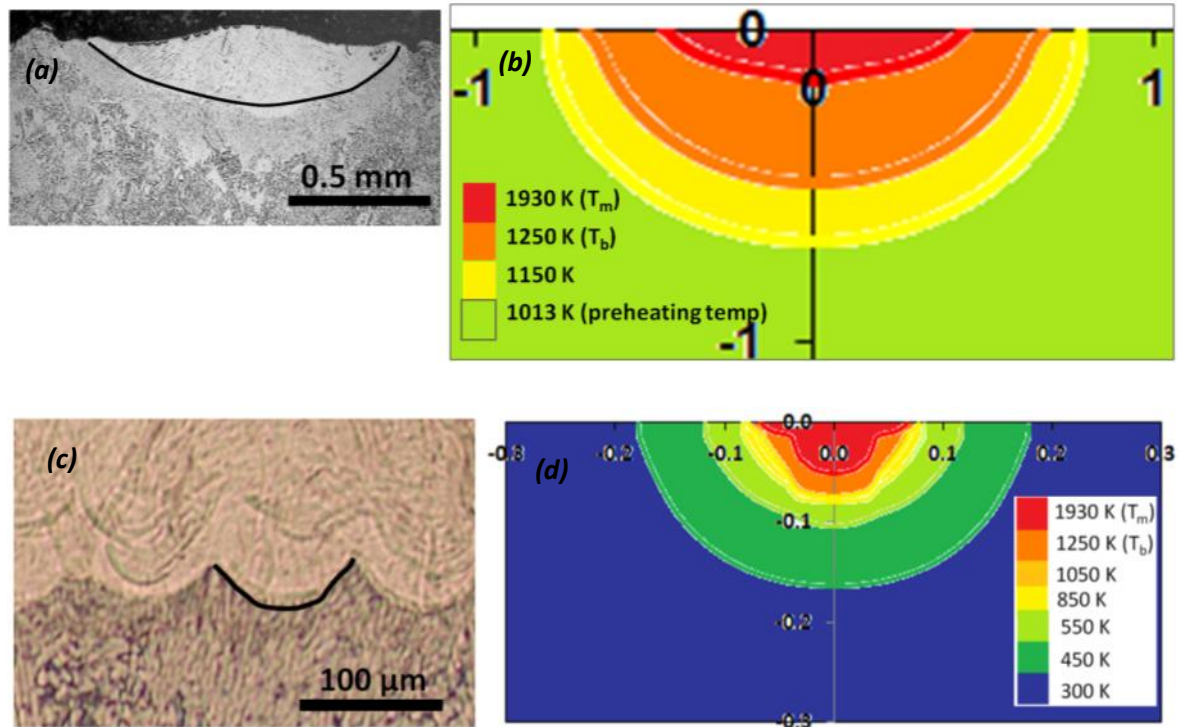 (a)
0.5 mm
(b)
0
0
-1
1
-1
1930 K (Tm)
1250 K (Tb)
1150 K
1013 K (preheating temp)
(c)
100 µm
(d)
0.0
-0.3
-0.2
-0.1
0.0
0.1
0.2
0.3
-0.1
-0.2
-0.3
1930 K (Tm)
1250 K (Tb)
1050 K
850 K
550 K
450 K
300 K